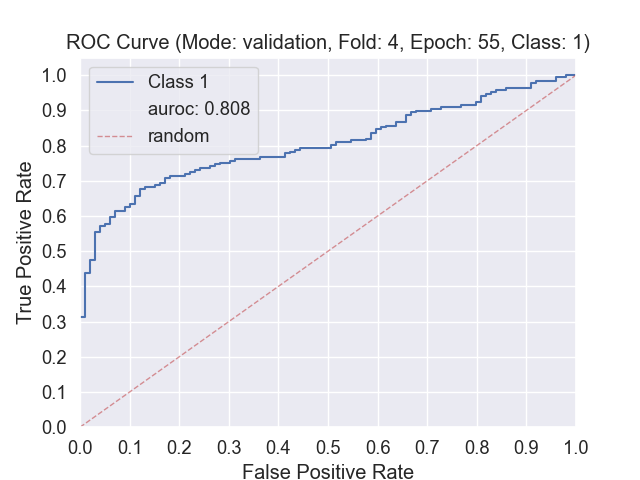 ROC Curve (Mode: validation, Fold: 4, Epoch: 55, Class: 1)
Class 1
auroc: 0.808
random
True Positive Rate
1.0
0.9
0.8
0.7
0.6
0.5
0.4
0.3
0.2
0.1
0.0
0.0 0.1 0.2 0.3 0.4 0.5 0.6 0.7 0.8 0.9 1.0
False Positive Rate